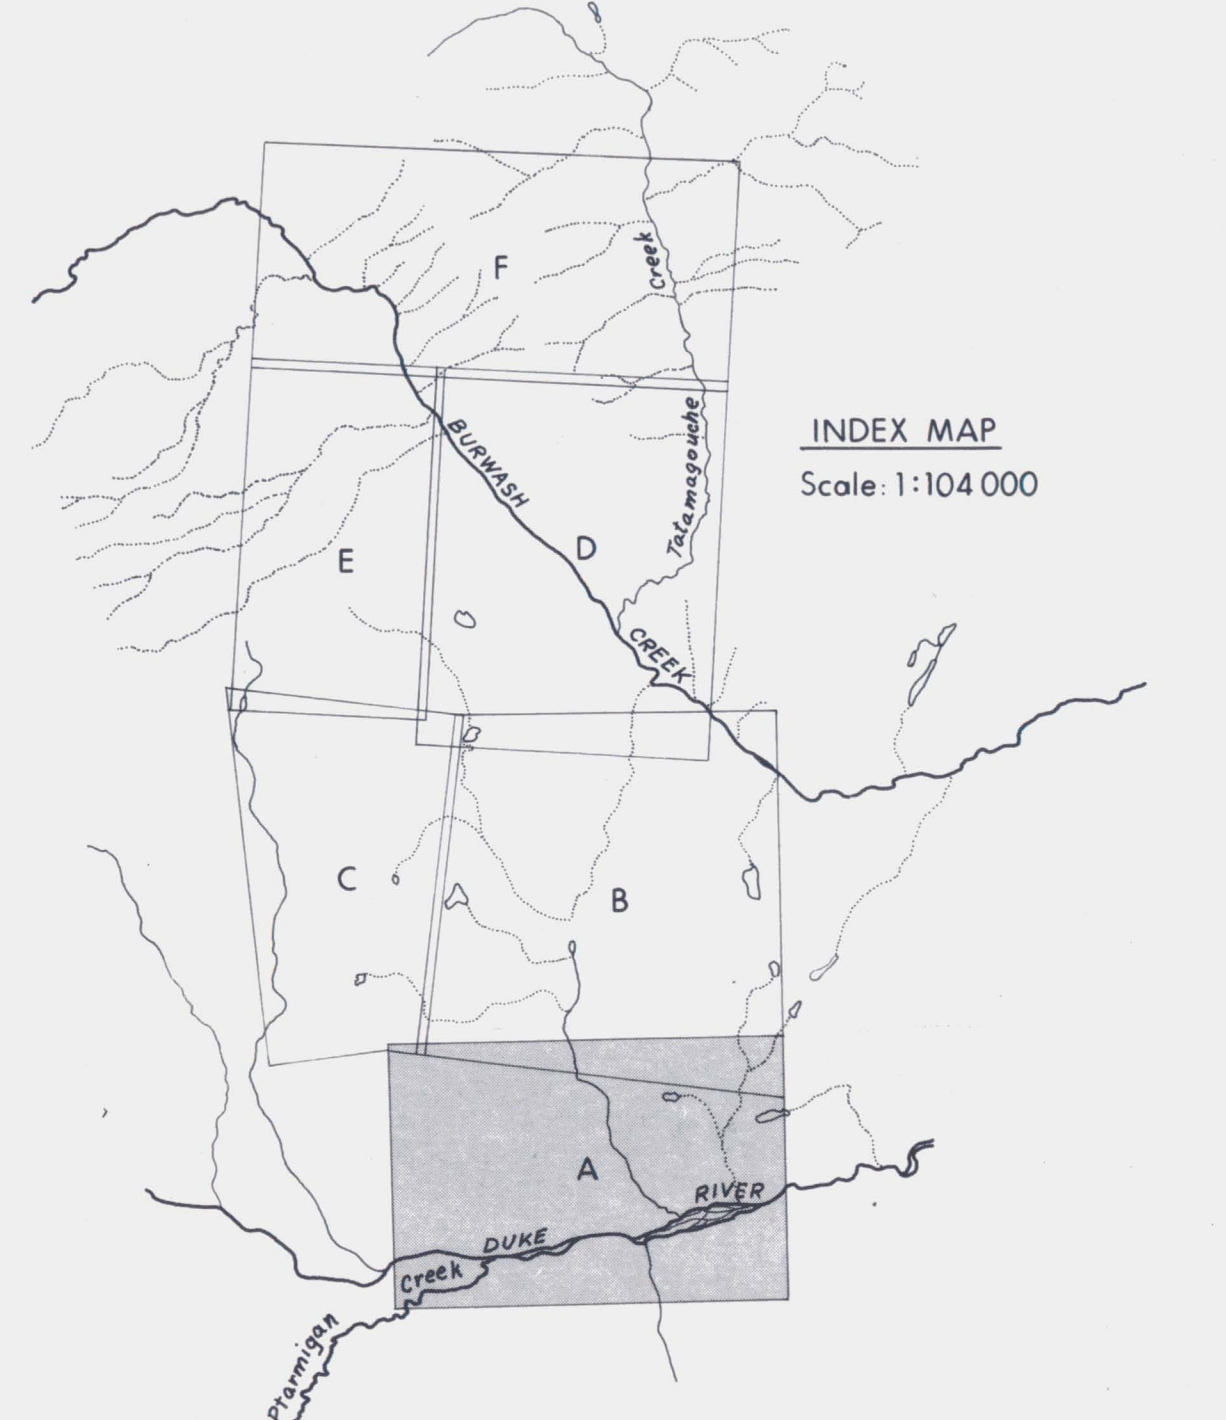 F
Creek
INDEX MAP
Scale: 1:104 000
BURWASH
Tatamagouche
D
E
CREEK
C
B
A
RIVER
DUKE
Creek
Ptarmigan